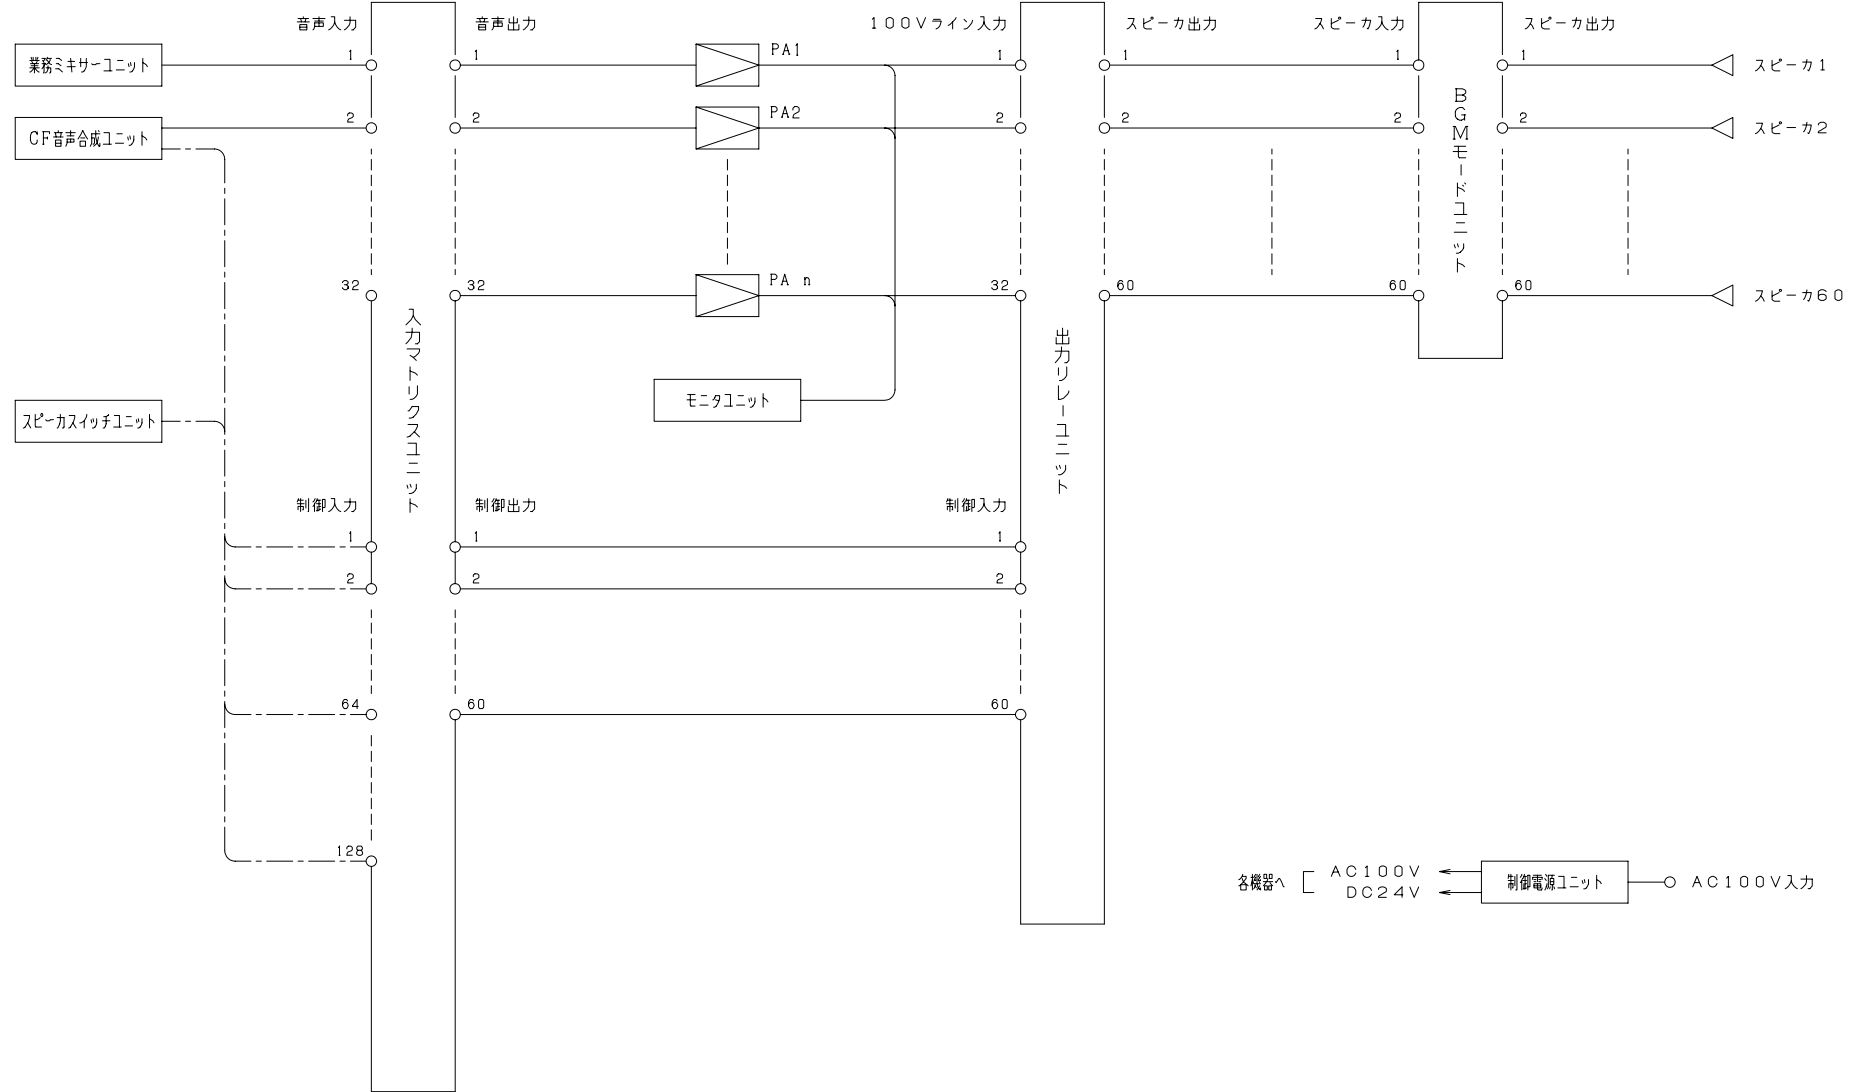 音声入力
音声出力
100Vライン入力
スピーカ出力
スピーカ入力
スピーカ出力
業務ミキサーユニット
1
1
PA1
1
1
1
1
スピーカ1
CF音声合成ユニット
2
2
PA2
2
2
2
2
スピーカ2
BGMモードユニット
32
32
PA n
32
60
60
60
スピーカ60
入力マトリクスユニット
出力リレーユニット
モニタユニット
スピーカスイッチユニット
制御入力
制御出力
制御入力
1
1
1
2
2
2
64
60
60
128
各機器へ
AC100V
DC24V
制御電源ユニット
AC100V入力